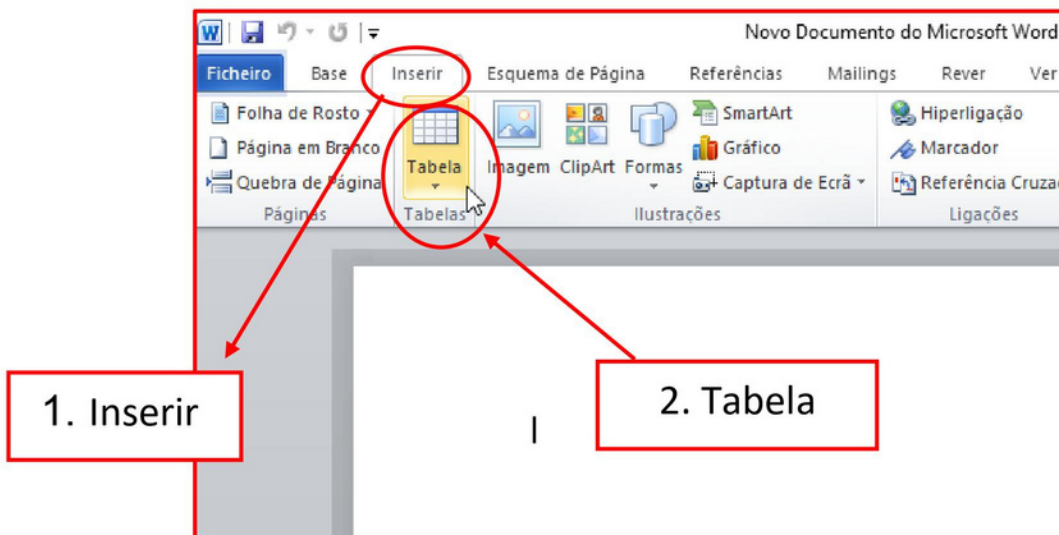 Novo Documento do Microsoft Word
Ficheiro Base Inserir Esquema de Página Referências Mailings Rever Ver
Folha de Rosto
Página em Branco
Quebra de Página
Páginas
Tabela
Tabelas
Imagem ClipArt Formas
SmartArt
Gráfico
Captura de Ecrã
Ilustrações
Hiperligação
Marcador
Referência Cruza
Ligações
1. Inserir
2. Tabela